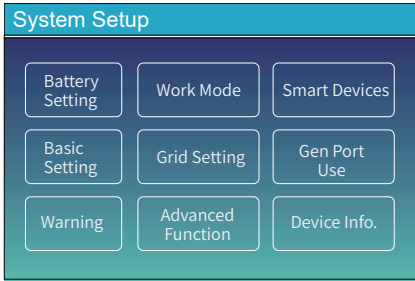 System Setup
Battery
Setting
Work Mode
Smart Devices
Basic
Setting
Grid Setting
Gen Port
Use
Warning
Advanced
Function
Device Info.